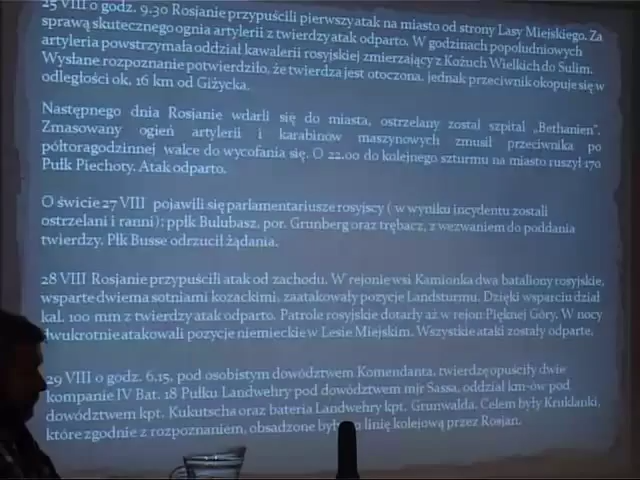 25 VIII o godz. 9.30 Rosjanie przypuścili pierwszy atak na miasto od strony Lasy Miejskiego. Za
sprawą skutecznego ognia artylerii z twierdzy atak odparto. W godzinach popołudniowych
artyleria powstrzymała oddział kawalerii rosyjskiej zmierzający z Kożuch Wielkich do Sulim.
Wysłane rozpoznanie potwierdziło, że twierdza jest otoczona, jednak przeciwnik okopuje się w
odległości ok. 16 km od Giżycka.
Następnego dnia Rosjanie wdarli się do miasta, ostrzelany został szpital „Bethanien".
Zmasowany ogień artylerii i karabinów maszynowych zmusił przeciwnika po
półtoragodzinnej walce do wycofania się. O 22.00 do kolejnego szturmu na miasto ruszył 170
Pułk Piechoty. Atak odparto.
O świcie 27 VIII pojawili się parlamentariusze rosyjscy ( w wyniku incydentu zostali
ostrzelani i ranni): ppłk Bulubasz, por. Grunberg oraz trębacz, z wezwaniem do poddania
twierdzy. Płk Busse odrzucił żądania.
28 VIII Rosjanie przypuścili atak od zachodu. W rejonie wsi Kamionka dwa bataliony rosyjskie,
wsparte dwiema sotniami kozackimi, zaatakowały pozycje Landsturmu. Dzięki wsparciu dział
kal. 100 mm z twierdzy atak odparto. Patrole rosyjskie dotarły aż w rejon Pięknej Góry. W nocy
dwukrotnie atakowali pozycje niemieckie w Lesie Miejskim. Wszystkie ataki zostały odparte.
29 VIII o godz. 6.15, pod osobistym dowództwem Komendanta, twierdzę opuściły dwie
kompanie IV Bat. 18 Pułku Landwehry pod dowództwem mjr Sassa, oddział km-ów pod
dowództwem kpt. Kukutscha oraz bateria Landwehry kpt. Grunwalda. Celem były Kruklanki,
które zgodnie z rozpoznaniem, obsadzone były o linię kolejową przez Rosjan.